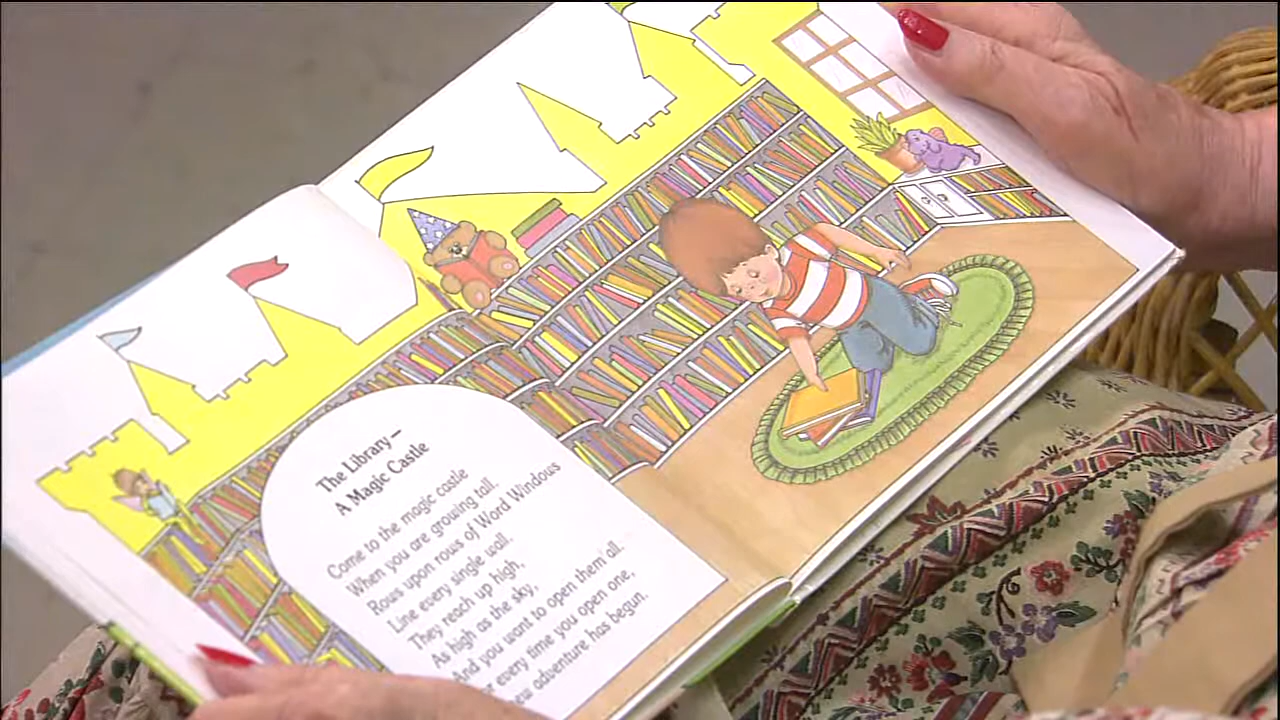 The Library—
A Magic Castle
Come to the magic castle
When you are growing tall.
Rows upon rows of Word Windows
Line every single wall.
They reach up high,
As high as the sky,
And you want to open them all.
every time you open one,
new adventure has begun.